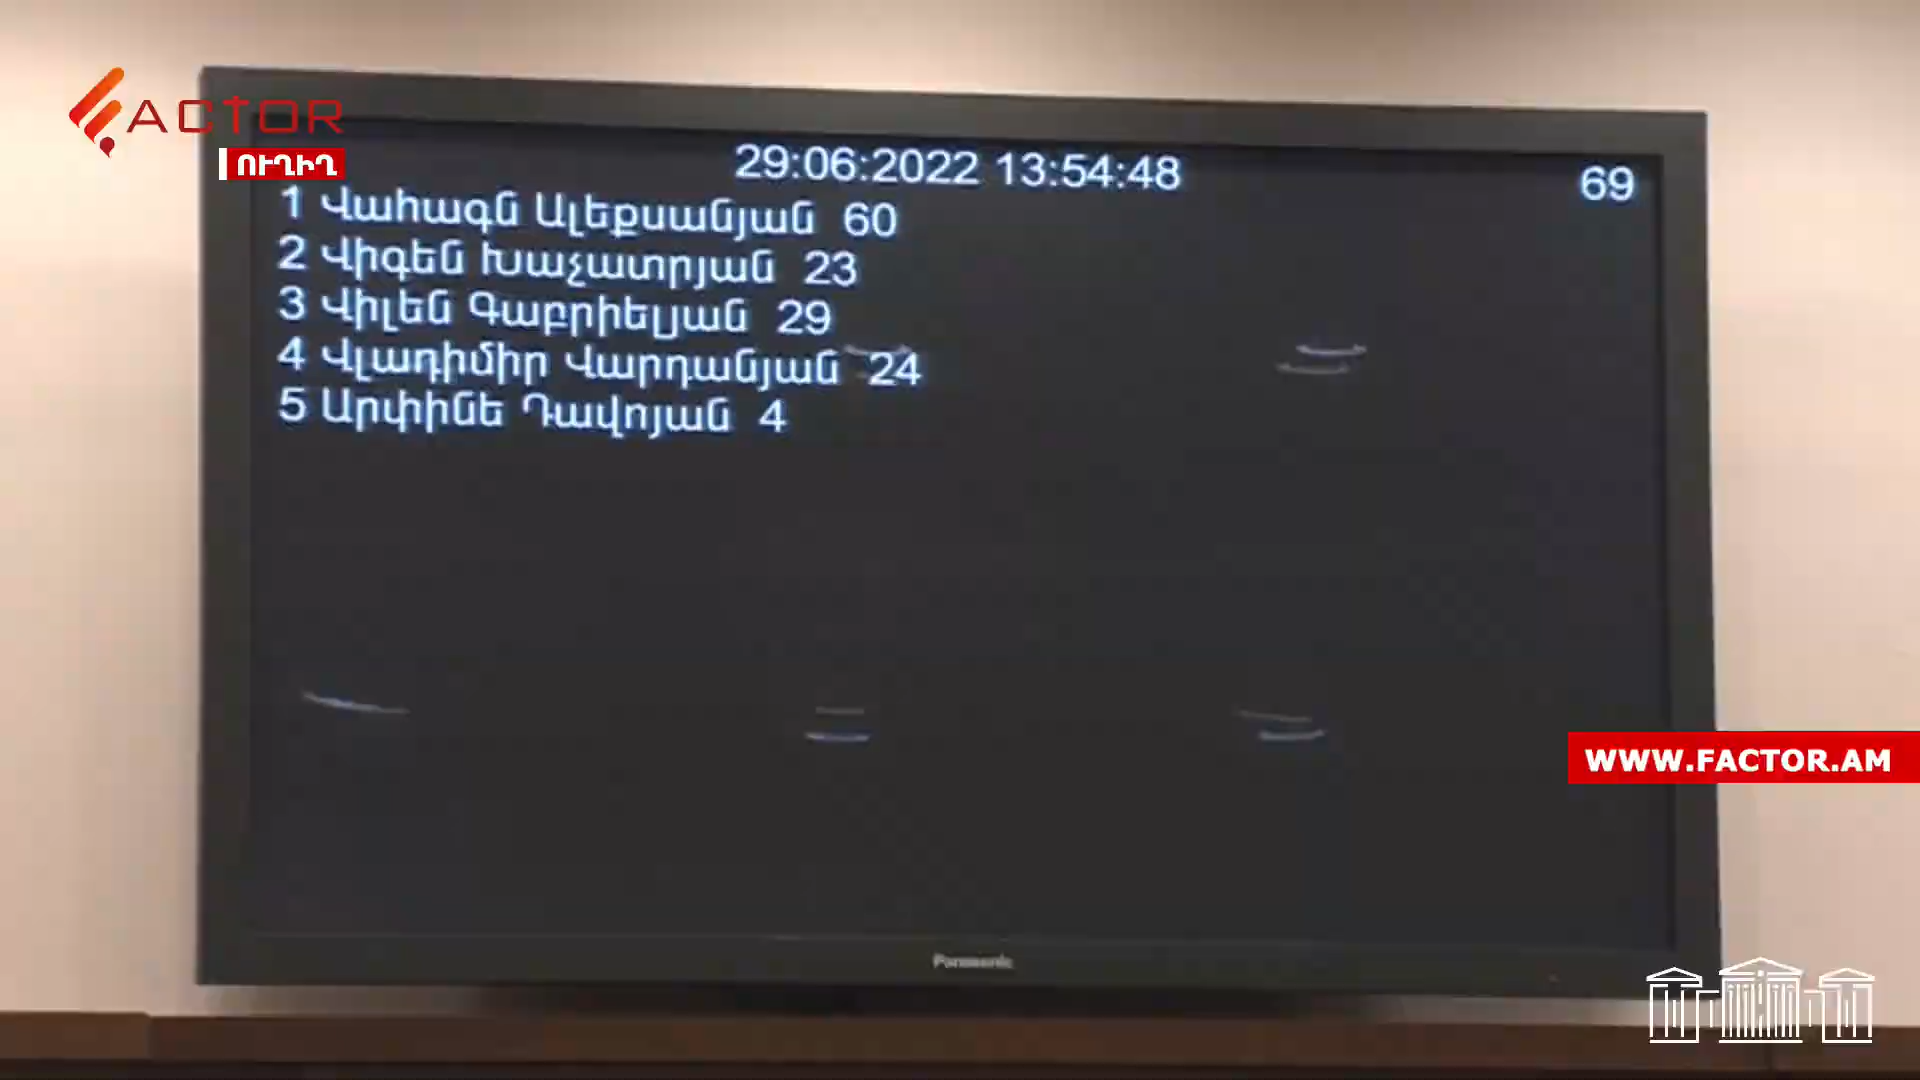 FACTOR
ՈՒՂԻՂ
29:06:2022 13:54:48
69
1 Վահագն Ալեքսանյան 60
2 Վիգեն Խաչատրյան 23
3 Վիլեն Գաբրիելյան 29
4 Վլադիմիր Վարդանյան 24
5 Արփինե Դավոյան 4
WWW.FACTOR.AM
Panasonic